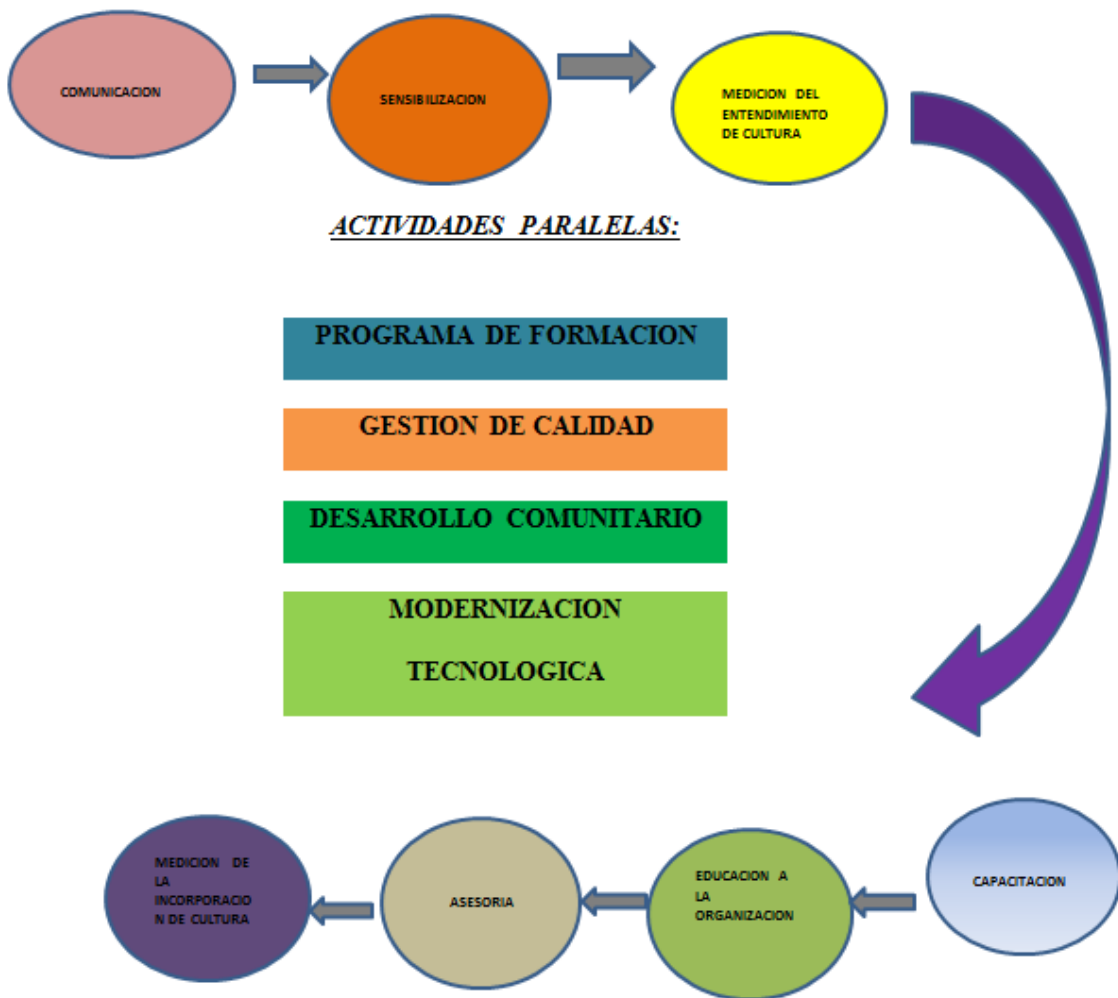 COMUNICACION
SENSIBILIZACION
MEDICION DEL
ENTENDIMIENTO
DE CULTURA
ACTIVIDADES PARALELAS:
PROGRAMA DE FORMACION
GESTION DE CALIDAD
DESARROLLO COMUNITARIO
MODERNIZACION
TECNOLOGICA
MEDICION DE
LA
INCORPORACIO
N DE CULTURA
ASESORIA
EDUCACION A
LA
ORGANIZACION
CAPACITACION